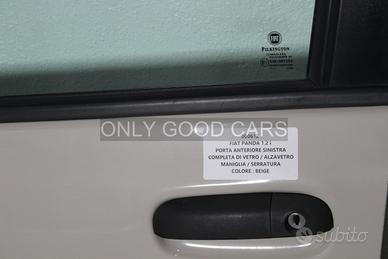 FIAT
PILKINGTON
ONLY GOOD CARS
000612
FIAT PANDA 1.2 i
PORTA ANTERIORE SINISTRA
COMPLETA DI VETRO / ALZAVETRO
MANIGLIA / SERRATURA
COLORE : BEIGE
subito